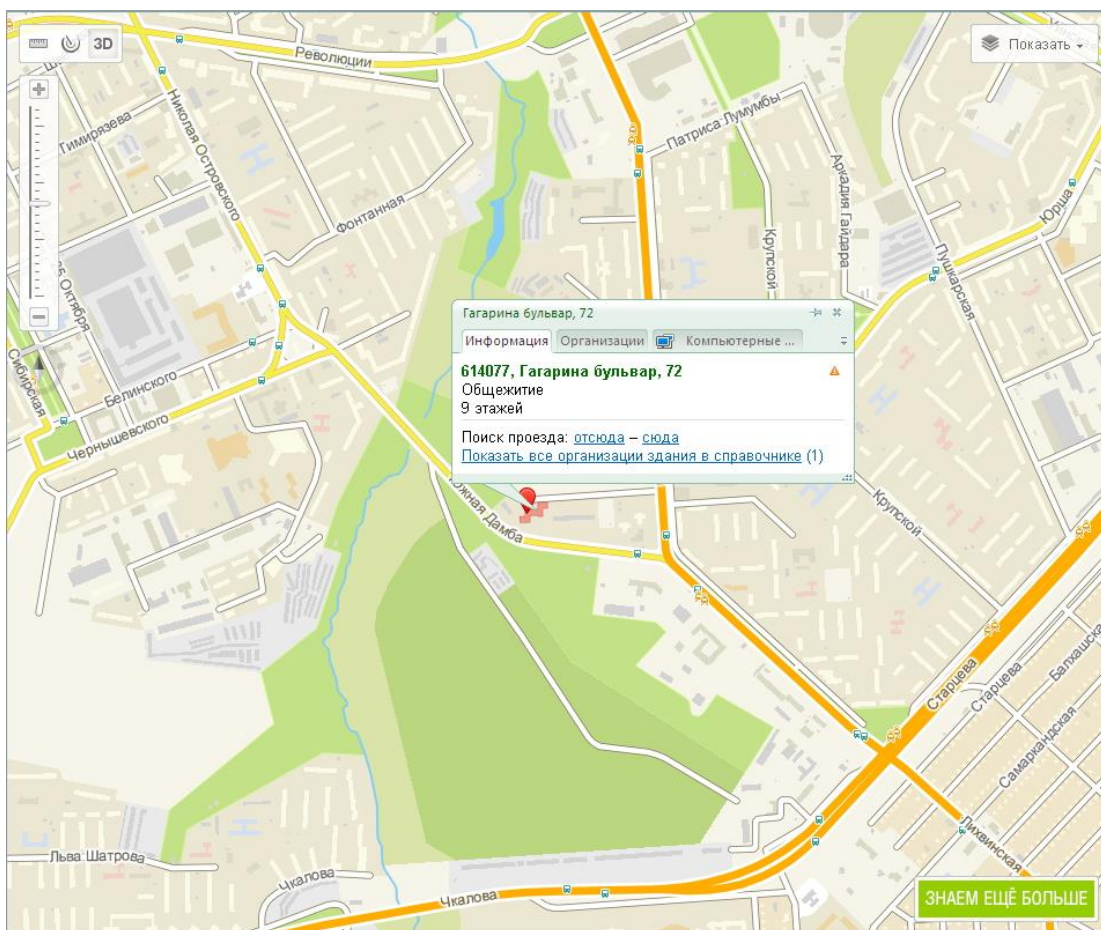 3D
Показать
Революции
Николая Островского
Тимирязева
Патриса Лумумбы
Аркадия Гайдара
Фонтанная
Крупской
Юрша
Пушкарская
25 Октября
Сибирская
Белинского
Чернышевского
Гагарина бульвар, 72
Информация
Организации
Компьютерные ...
614077, Гагарина бульвар, 72
Общежитие
9 этажей
Поиск проезда: отсюда – сюда
Показать все организации здания в справочнике (1)
Южная Дамба
Крупской
Старцева
Старцева
Балхашская
Самаркандская
Лихвинская
Льва Шатрова
Чкалова
Чкалова
ЗНАЕМ ЕЩЁ БОЛЬШЕ